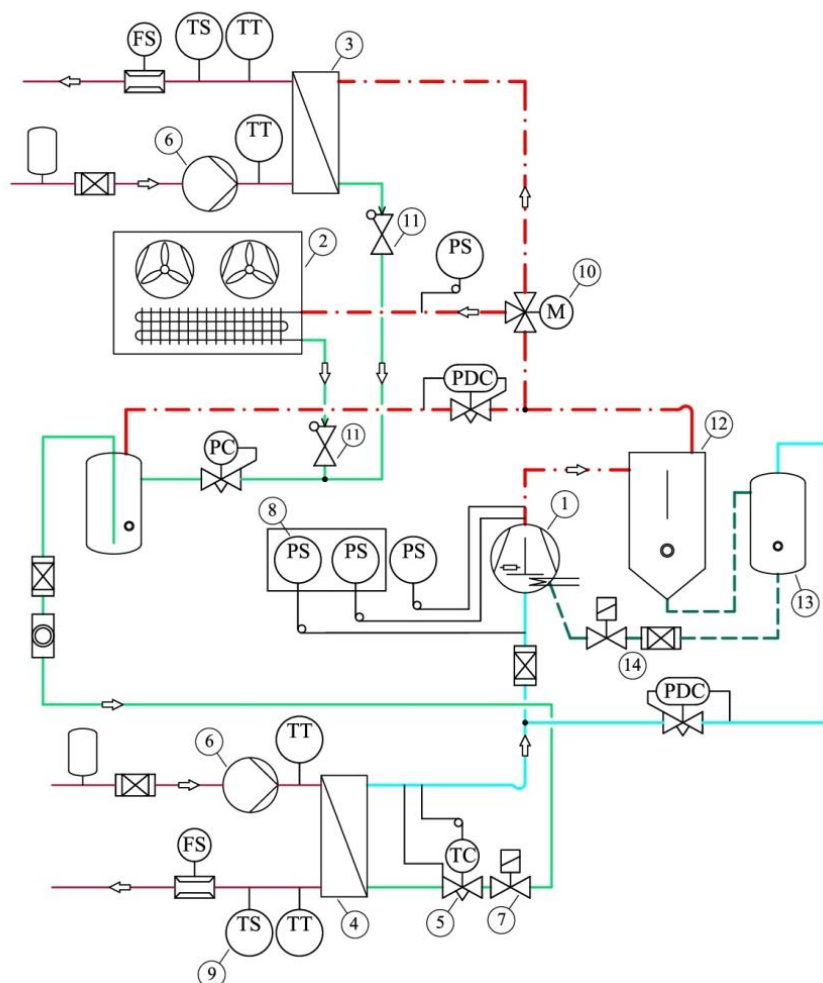 FS TS TT 3
6 TT
11
2 PS
10
M
PDC
12
PC 11
8 1
PS PS PS
13
14
PDC
6 TT
FS TC
4 5 7
TS TT
9